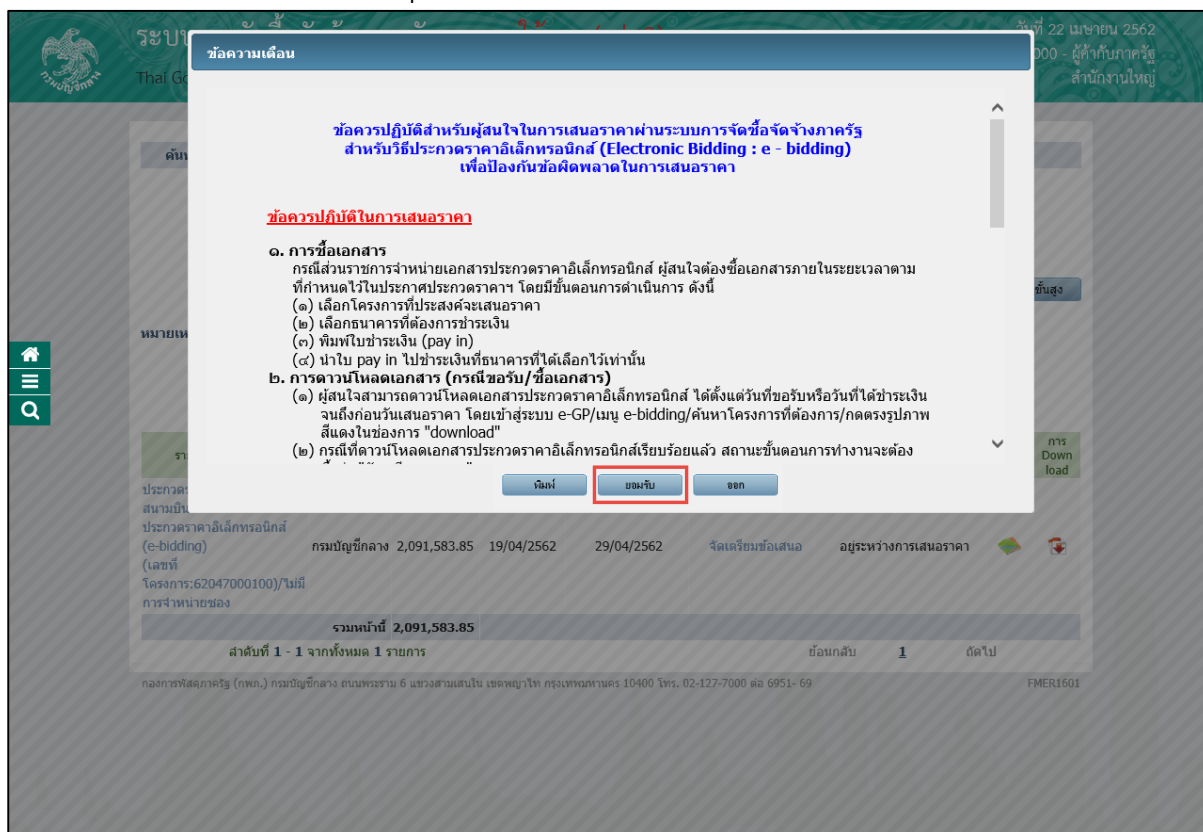 ระบบ
Thai Go
วันที่ 22 เมษายน 2562
000 - ผู้ค้ากับภาครัฐ
สำนักงานใหญ่
ข้อความเตือน
ข้อควรปฏิบัติสำหรับผู้สนใจในการเสนอราคาผ่านระบบการจัดซื้อจัดจ้างภาครัฐ
สำหรับวิธีประกวดราคาอิเล็กทรอนิกส์ (Electronic Bidding : e - bidding)
เพื่อป้องกันข้อผิดพลาดในการเสนอราคา
ข้อควรปฏิบัติในการเสนอราคา
๑. การซื้อเอกสาร
กรณีส่วนราชการจำหน่ายเอกสารประกวดราคาอิเล็กทรอนิกส์ ผู้สนใจต้องซื้อเอกสารภายในระยะเวลาตาม
ที่กำหนดไว้ในประกาศประกวดราคาฯ โดยมีขั้นตอนการดำเนินการ ดังนี้
(๑) เลือกโครงการที่ประสงค์จะเสนอราคา
(๒) เลือกธนาคารที่ต้องการชำระเงิน
(๓) พิมพ์ใบชำระเงิน (pay in)
(๔) นำใบ pay in ไปชำระเงินที่ธนาคารที่ได้เลือกไว้เท่านั้น
๒. การดาวน์โหลดเอกสาร (กรณีขอรับ/ซื้อเอกสาร)
(๑) ผู้สนใจสามารถดาวน์โหลดเอกสารประกวดราคาอิเล็กทรอนิกส์ ได้ตั้งแต่วันที่ขอรับหรือวันที่ได้ชำระเงิน
จนถึงก่อนวันเสนอราคา โดยเข้าสู่ระบบ e-GP/เมนู e-bidding/ค้นหาโครงการที่ต้องการ/กดตรงรูปภาพ
สีแดงในช่องการ "download"
(๒) กรณีที่ดาวน์โหลดเอกสารประกวดราคาอิเล็กทรอนิกส์เรียบร้อยแล้ว สถานะขั้นตอนการทำงานจะต้อง
พิมพ์ ยอมรับ ออก
ค้นห
ขั้นสูง
หมายเห
การ
Down
load
ประกวดร
สนามบิน
ประกวดราคาอิเล็กทรอนิกส์
(e-bidding) กรมบัญชีกลาง 2,091,583.85 19/04/2562 29/04/2562 จัดเตรียมข้อเสนอ อยู่ระหว่างการเสนอราคา
(เลขที่
โครงการ:62047000100)/ไม่มี
การจำหน่ายซอง
รวมหน้านี้ 2,091,583.85
ลำดับที่ 1 - 1 จากทั้งหมด 1 รายการ ย้อนกลับ 1 ถัดไป
กองการพัสดุภาครัฐ (กพภ.) กรมบัญชีกลาง ถนนพระราม 6 แขวงสามเสนใน เขตพญาไท กรุงเทพมหานคร 10400 โทร. 02-127-7000 ต่อ 6951- 69 FMER1601